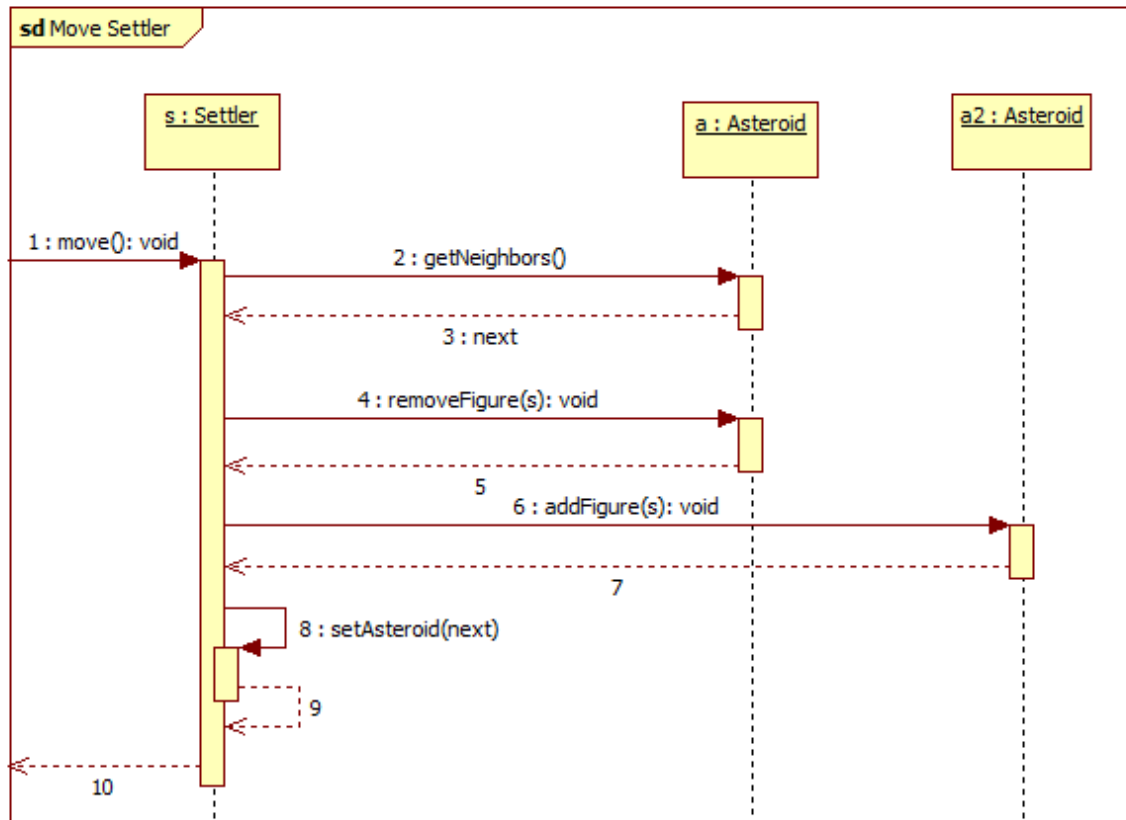 sd Move Settler
s : Settler
a : Asteroid
a2 : Asteroid
1 : move(): void
2 : getNeighbors()
3 : next
4 : removeFigure(s): void
5
6 : addFigure(s): void
7
8 : setAsteroid(next)
9
10